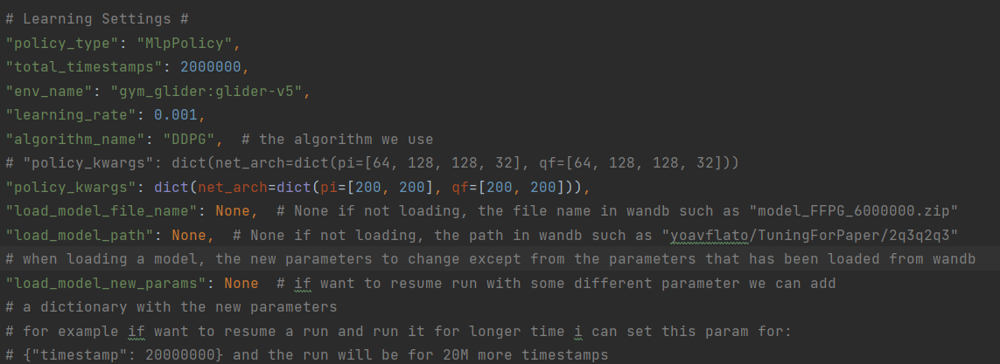 # Learning Settings #
"policy_type": "MlpPolicy",
"total_timestamps": 2000000,
"env_name": "gym_glider:glider-v5",
"learning_rate": 0.001,
"algorithm_name": "DDPG",  # the algorithm we use
# "policy_kwargs": dict(net_arch=dict(pi=[64, 128, 128, 32], qf=[64, 128, 128, 32]))
"policy_kwargs": dict(net_arch=dict(pi=[200, 200], qf=[200, 200])),
"load_model_file_name": None,  # None if not loading, the file name in wandb such as "model_FFPG_6000000.zip"
"load_model_path": None,  # None if not loading, the path in wandb such as "yoavflato/TuningForPaper/2q3q2q3"
# when loading a model, the new parameters to change except from the parameters that has been loaded from wandb
"load_model_new_params": None  # if want to resume run with some different parameter we can add
# a dictionary with the new parameters
# for example if want to resume a run and run it for longer time i can set this param for:
# {"timestamp": 20000000} and the run will be for 20M more timestamps